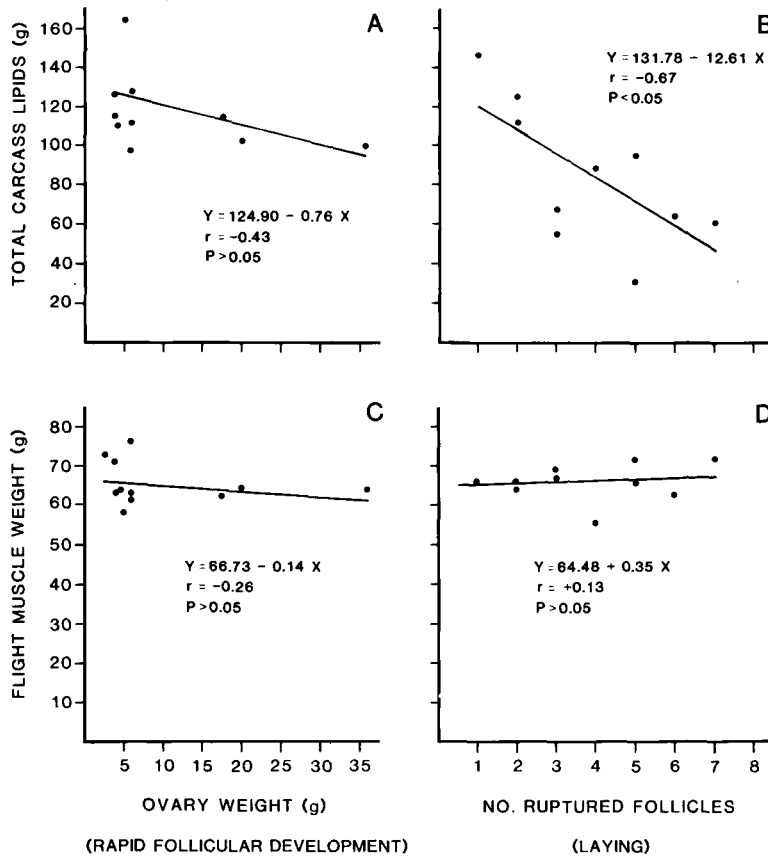 TOTAL CARCASS LIPIDS (g)
160
140
120
100
80
60
40
20
A
Y = 124.90 − 0.76 X
r = −0.43
P > 0.05
B
Y = 131.78 − 12.61 X
r = −0.67
P < 0.05
FLIGHT MUSCLE WEIGHT (g)
80
70
60
50
40
30
20
10
C
Y = 66.73 − 0.14 X
r = −0.26
P > 0.05
D
Y = 64.48 + 0.35 X
r = +0.13
P > 0.05
5 10 15 20 25 30 35
1 2 3 4 5 6 7 8
OVARY WEIGHT (g)
NO. RUPTURED FOLLICLES
(RAPID FOLLICULAR DEVELOPMENT)
(LAYING)